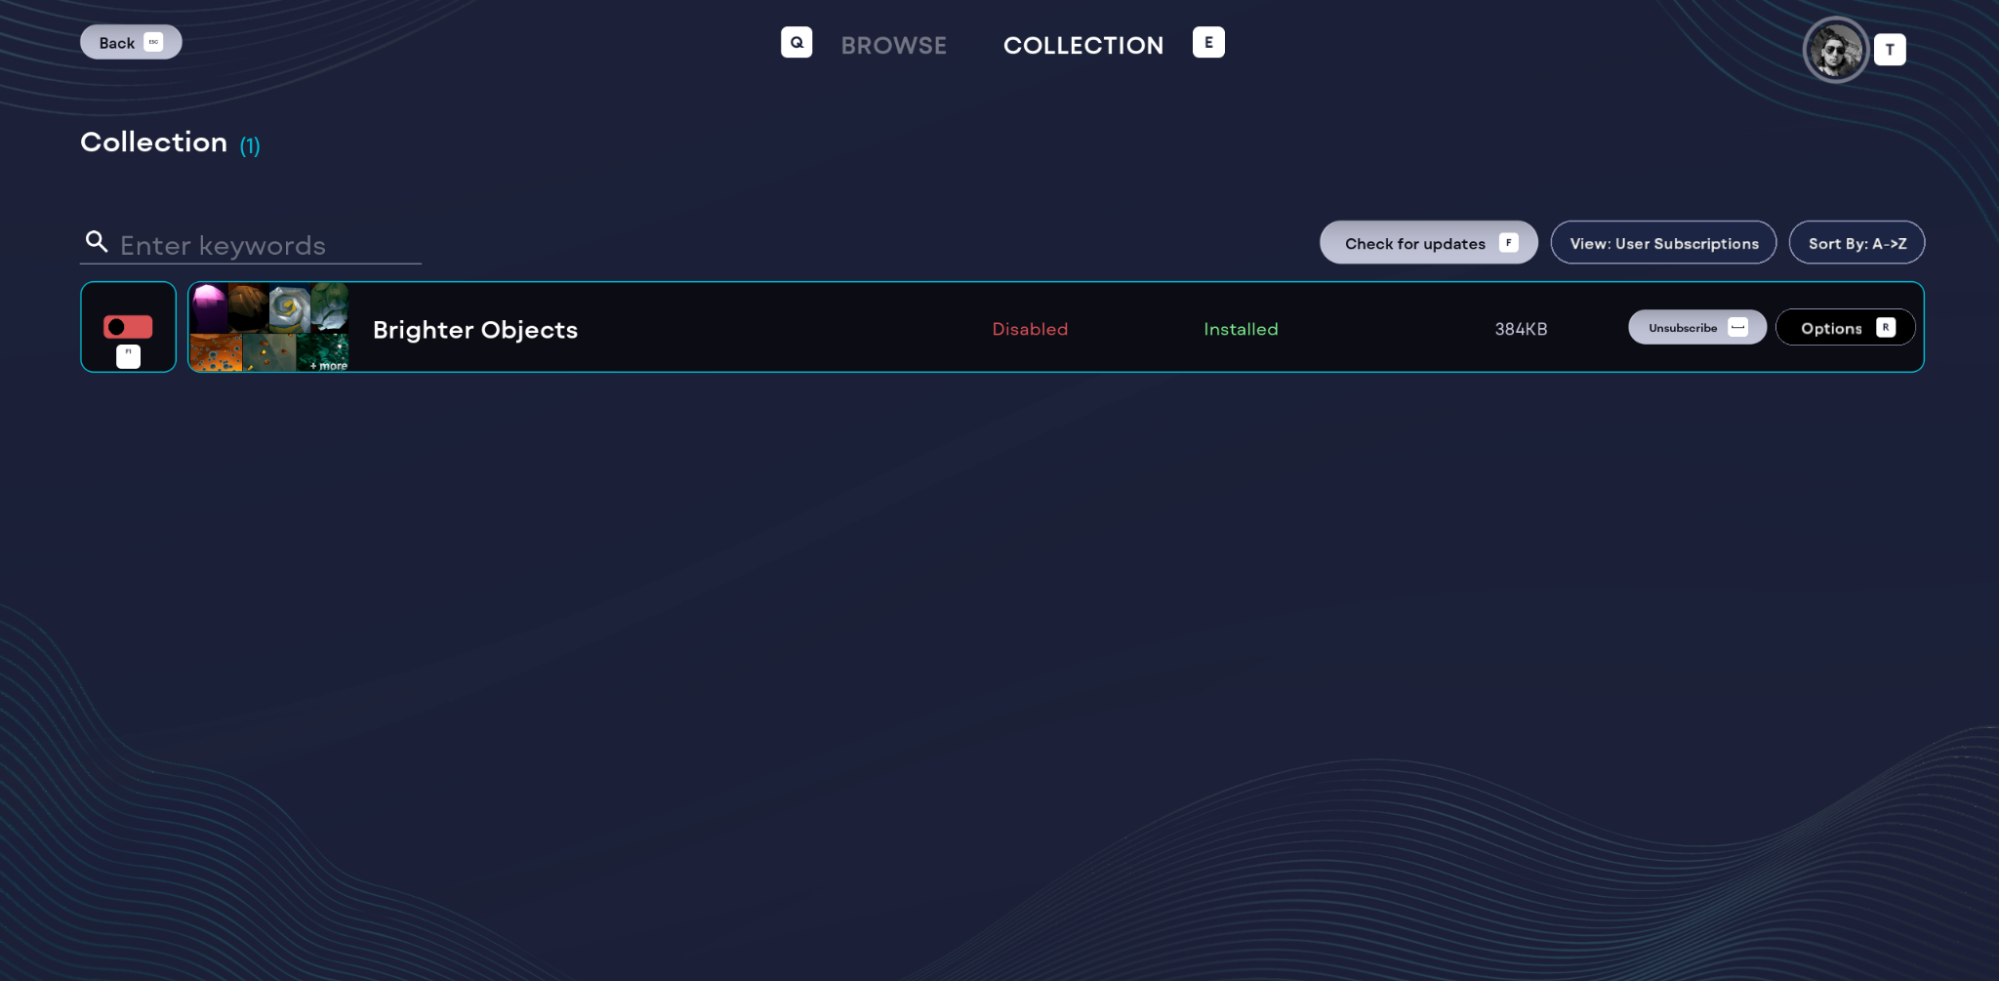 Back ESC
Q BROWSE COLLECTION E
T
Collection (1)
Enter keywords
Check for updates F
View: User Subscriptions
Sort By: A->Z
F1
+ more
Brighter Objects
Disabled
Installed
384KB
Unsubscribe
Options R